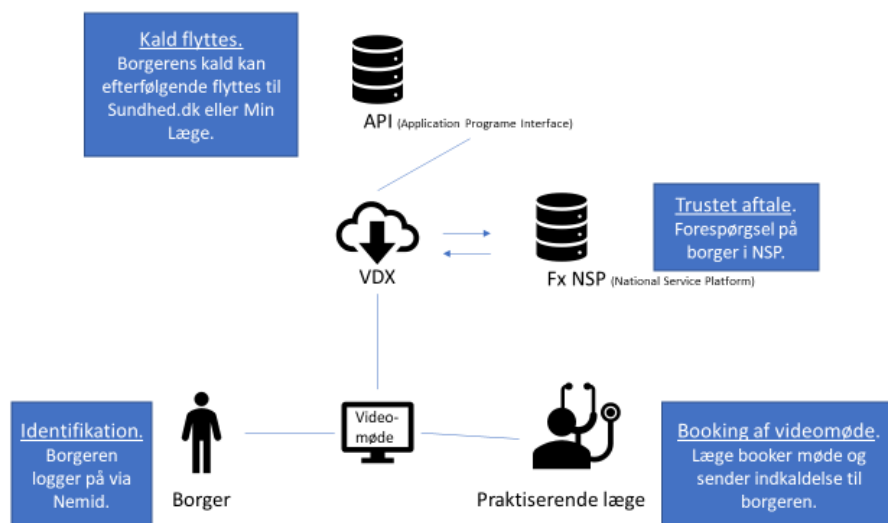 Kald flyttes.
Borgerens kald kan
efterfølgende flyttes til
Sundhed.dk eller Min
Læge.
API (Application Programe Interface)
VDX
Fx NSP (National Service Platform)
Trustet aftale.
Forespørgsel på
borger i NSP.
Identifikation.
Borgeren
logger på via
Nemid.
Borger
Video-
møde
Praktiserende læge
Booking af videomøde.
Læge booker møde og
sender indkaldelse til
borgeren.